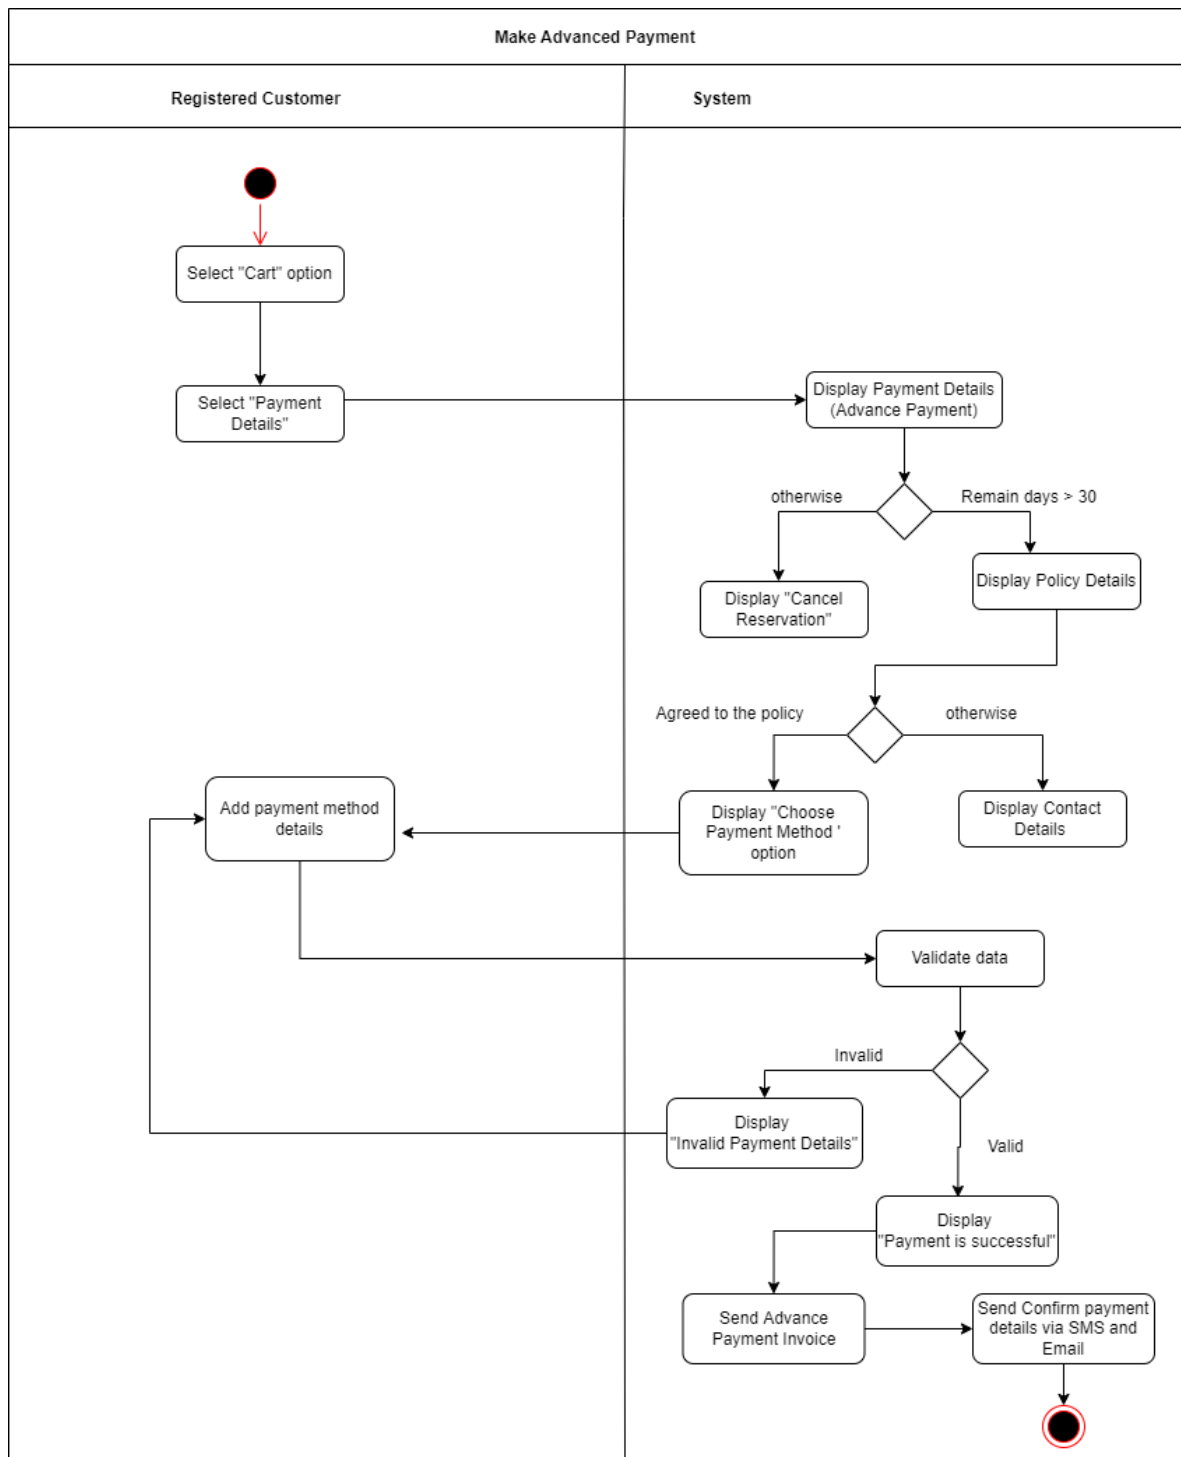 Make Advanced Payment
Registered Customer
System
Select "Cart" option
Select "Payment
Details"
Display Payment Details
(Advance Payment)
otherwise
Remain days > 30
Display "Cancel
Reservation"
Display Policy Details
Agreed to the policy
otherwise
Add payment method
details
Display "Choose
Payment Method '
option
Display Contact
Details
Validate data
Invalid
Display
"Invalid Payment Details"
Valid
Display
"Payment is successful"
Send Advance
Payment Invoice
Send Confirm payment
details via SMS and
Email